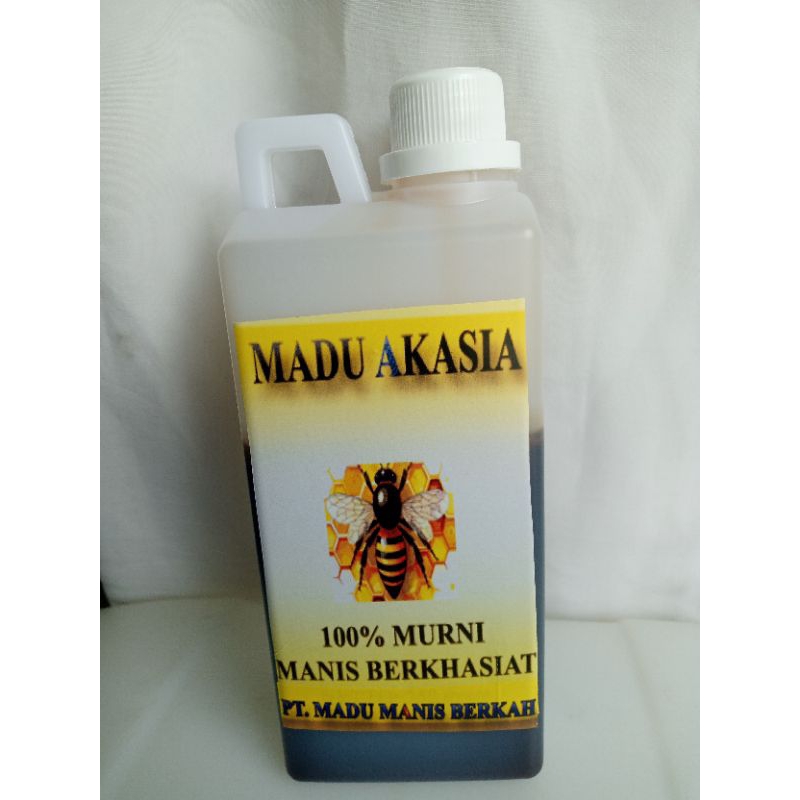 MADU AKASIA
100% MURNI
MANIS BERKHASIAT
PT. MADU MANIS BERKAH